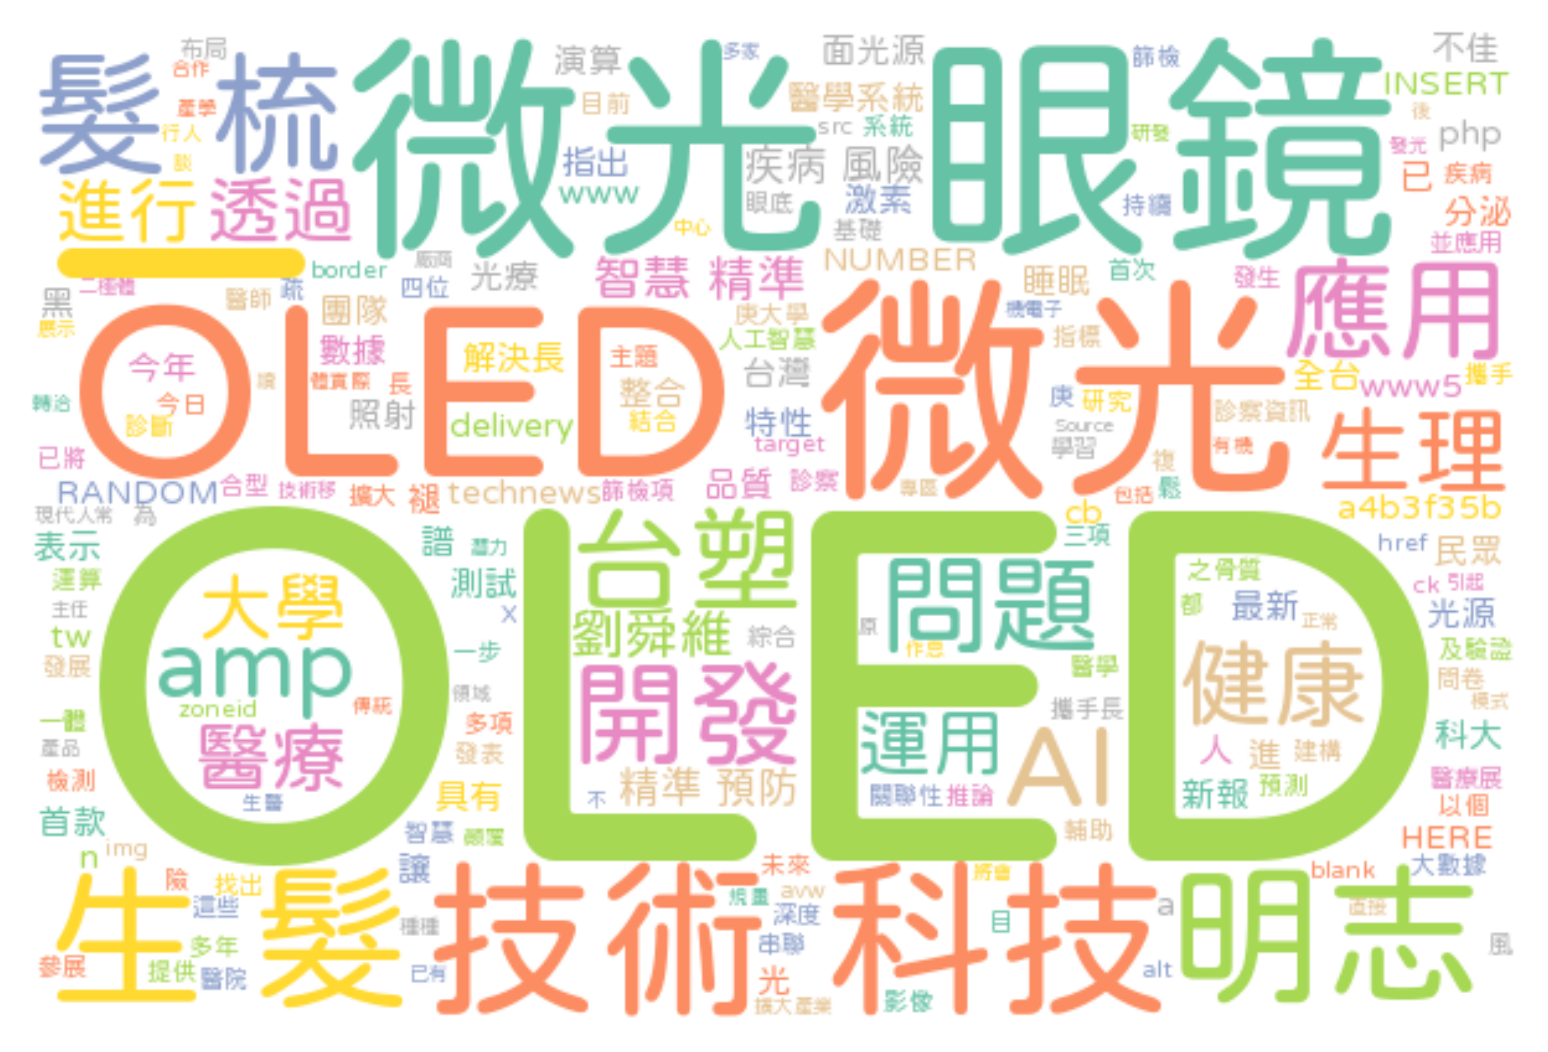 布局 演算 多家 面光源 篩檢 不佳
合作 目前 醫學系統 INSERT
髮梳 微光 眼鏡
產學 src 系統 研發 後 php
行人 指出 疾病 風險 發光 已 疾病
談 www 眼底 激素 持續 分泌
進行 透過 中心 基礎 並應用
一
border 廠商 光療 智慧 精準 NUMBER 睡眠 首次 發生 應用
黑 二極體 醫師 疏 團隊 四位 庚大學 機電子
展示 OLED 微光
數據 解決長 主題 人工智慧 指標
今年 讀 體實際 長 整合 台灣 全台 www5 攜手
轉洽 今日 照射 結合 特性 庚 研究 診察資訊
診斷 delivery target Source 學習 有機 生理
已將 品質 診察 複
RANDOM 合型 技術移 擴大 褪 technews 篩檢項 專區 包括 鬆
現代人常 為 cb a4b3f35b
OLED
表示 譜 潛力 台塑 三項 href 民眾
運算 測試 問題 之骨質 ck 引起
主任 大學 x 劉舜維 綜合 原 都 最新 正常 光源
tw amp 一步 作息 及驗證
發展 zoneid 傳統 領域 開發 醫學 健康 問卷 模式
一體 醫療 多項 運用 攜手長 科大
產品 發表 AI 人 進 建構
檢測 生醫 具有 不 精準 預防 關聯性 推論 新報 預測 醫療展
首款 智慧 顛覆 輔助 以個
n img HERE
生髮 技術 科技 明志
險 找出 讓 未來 將會 blank 大數據
這些 種種 規畫 avw 深度 目 a 直接
多年 串聯 風
參展 提供 醫院 已有 光 alt
擴大產業 影像